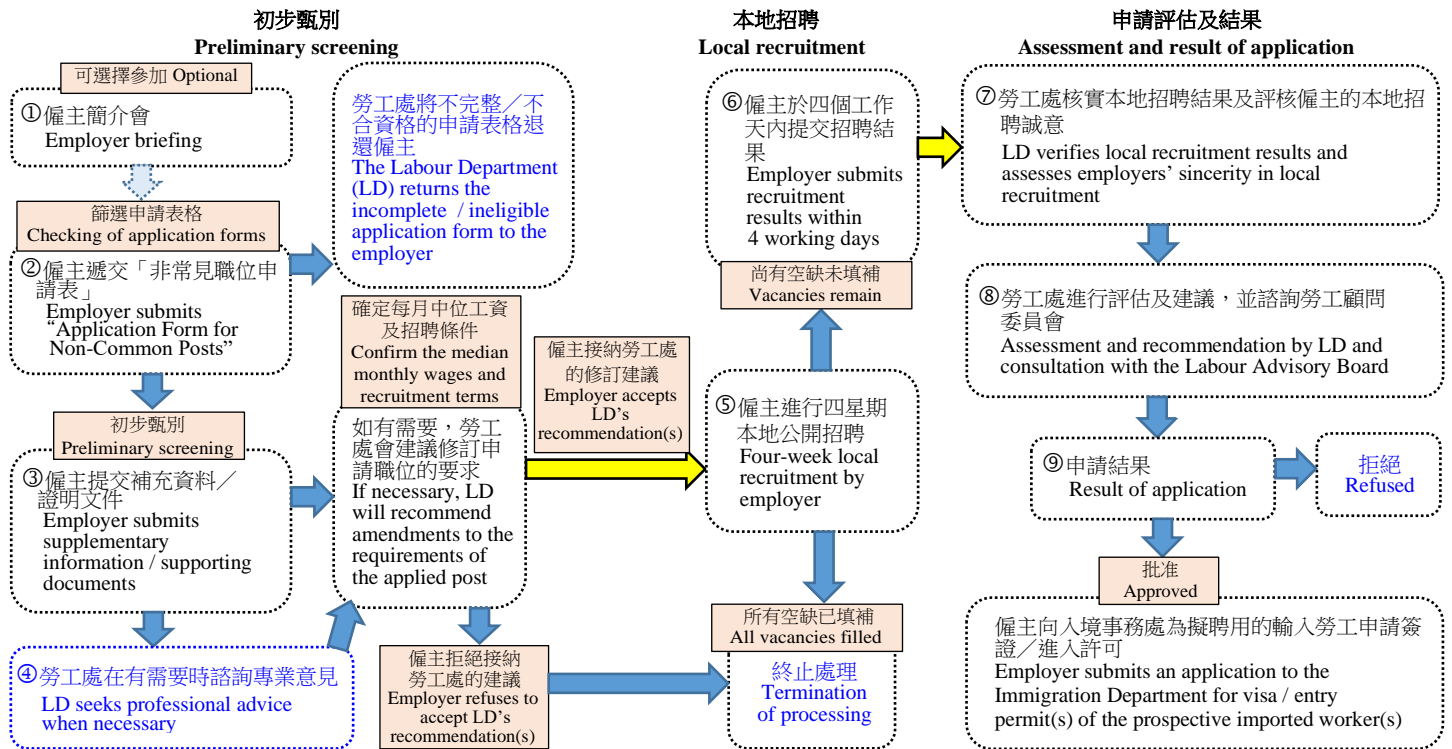 初步甄別
Preliminary screening
可選擇參加 Optional
①僱主簡介會
Employer briefing
篩選申請表格
Checking of application forms
②僱主遞交「非常見職位申
請表」
Employer submits
“Application Form for
Non-Common Posts”
初步甄別
Preliminary screening
③僱主提交補充資料／
證明文件
Employer submits
supplementary
information / supporting
documents
④勞工處在有需要時諮詢專業意見
LD seeks professional advice
when necessary
勞工處將不完整／不
合資格的申請表格退
還僱主
The Labour Department
(LD) returns the
incomplete / ineligible
application form to the
employer
確定每月中位工資
及招聘條件
Confirm the median
monthly wages and
recruitment terms
如有需要，勞工
處會建議修訂申
請職位的要求
If necessary, LD
will recommend
amendments to the
requirements of
the applied post
僱主接納勞工處
的修訂建議
Employer accepts
LD’s
recommendation(s)
僱主拒絕接納
勞工處的建議
Employer refuses to
accept LD’s
recommendation(s)
本地招聘
Local recruitment
⑥僱主於四個工作
天內提交招聘結
果
Employer submits
recruitment
results within
4 working days
尚有空缺未填補
Vacancies remain
⑤僱主進行四星期
本地公開招聘
Four-week local
recruitment by
employer
所有空缺已填補
All vacancies filled
終止處理
Termination
of processing
申請評估及結果
Assessment and result of application
⑦勞工處核實本地招聘結果及評核僱主的本地招
聘誠意
LD verifies local recruitment results and
assesses employers’ sincerity in local
recruitment
⑧勞工處進行評估及建議，並諮詢勞工顧問
委員會
Assessment and recommendation by LD and
consultation with the Labour Advisory Board
⑨申請結果
Result of application
拒絕
Refused
批准
Approved
僱主向入境事務處為擬聘用的輸入勞工申請簽
證／進入許可
Employer submits an application to the
Immigration Department for visa / entry
permit(s) of the prospective imported worker(s)